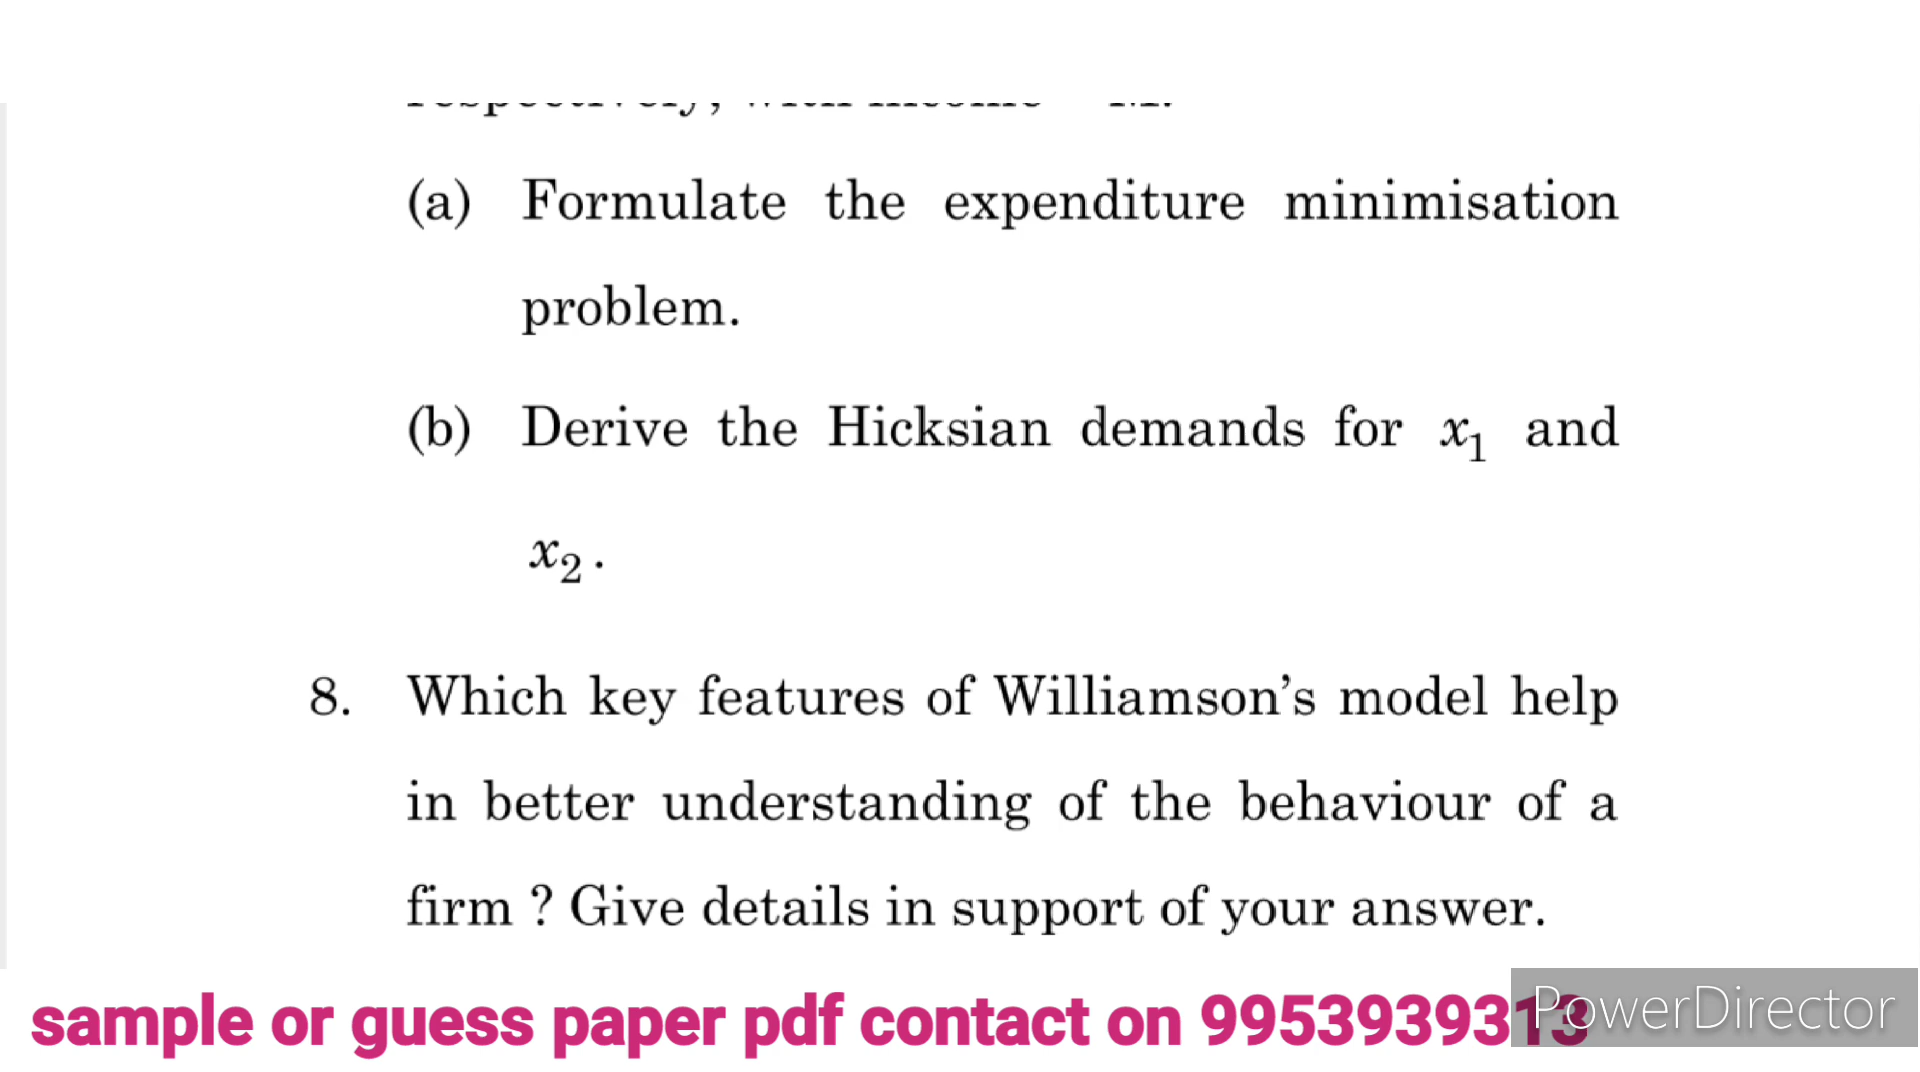 (a) Formulate the expenditure minimisation
problem.
(b) Derive the Hicksian demands for x₁ and
x₂.
8. Which key features of Williamson's model help
in better understanding of the behaviour of a
firm ? Give details in support of your answer.
sample or guess paper pdf contact on 9953939313
PowerDirector